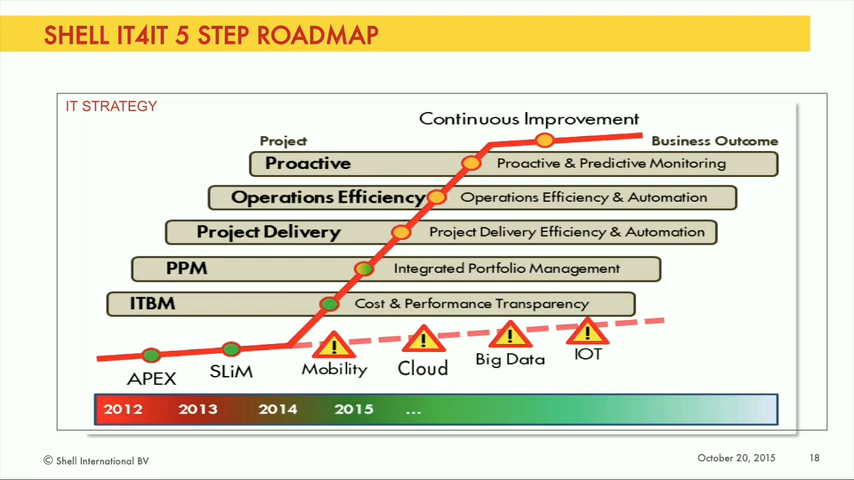 SHELL IT4IT 5 STEP ROADMAP
IT STRATEGY
Continuous Improvement
Project
Business Outcome
Proactive
Proactive & Predictive Monitoring
Operations Efficiency
Operations Efficiency & Automation
Project Delivery
Project Delivery Efficiency & Automation
PPM
Integrated Portfolio Management
ITBM
Cost & Performance Transparency
! ! ! !
APEX SLiM Mobility Cloud Big Data IOT
2012 2013 2014 2015 ...
© Shell International BV October 20, 2015 18